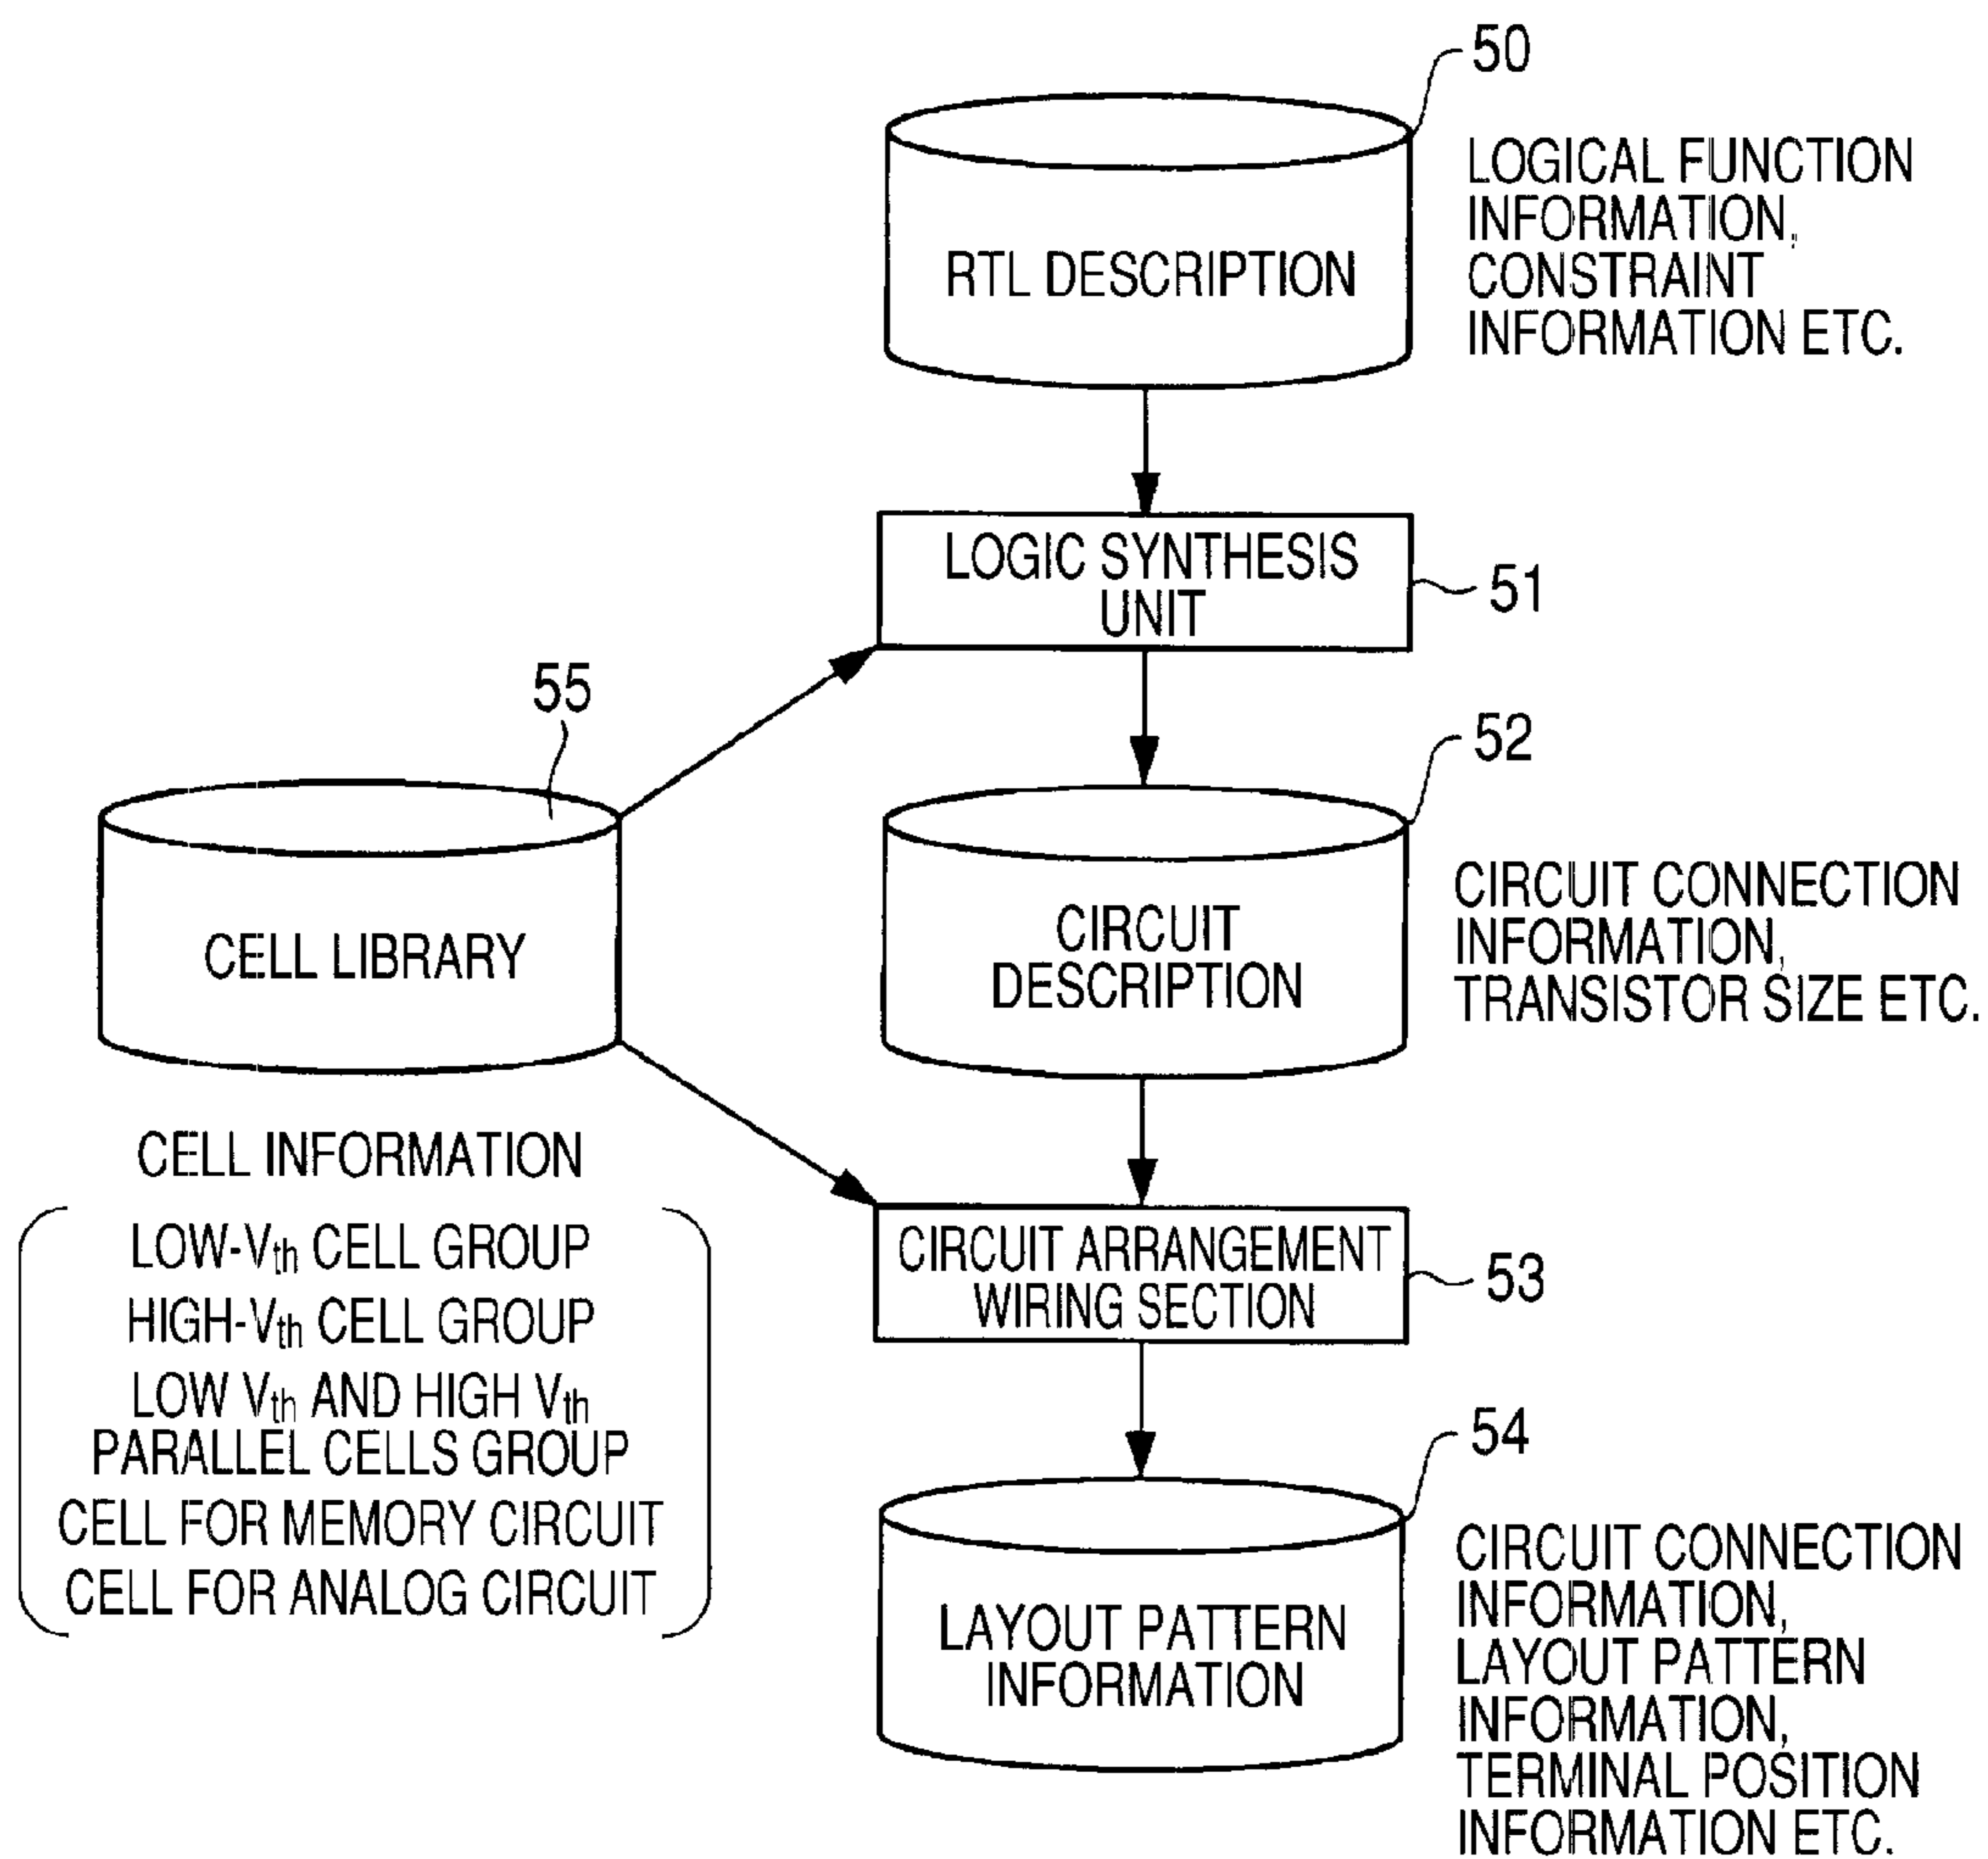 50
LOGICAL FUNCTION
INFORMATION,
CONSTRAINT
INFORMATION ETC.
RTL DESCRIPTION
LOGIC SYNTHESIS
UNIT
51
55
52
CELL LIBRARY
CIRCUIT
DESCRIPTION
CIRCUIT CONNECTION
INFORMATION,
TRANSISTOR SIZE ETC.
CELL INFORMATION
LOW-Vth CELL GROUP
HIGH-Vth CELL GROUP
LOW Vth AND HIGH Vth
PARALLEL CELLS GROUP
CELL FOR MEMORY CIRCUIT
CELL FOR ANALOG CIRCUIT
CIRCUIT ARRANGEMENT
WIRING SECTION
53
54
LAYOUT PATTERN
INFORMATION
CIRCUIT CONNECTION
INFORMATION,
LAYOUT PATTERN
INFORMATION,
TERMINAL POSITION
INFORMATION ETC.